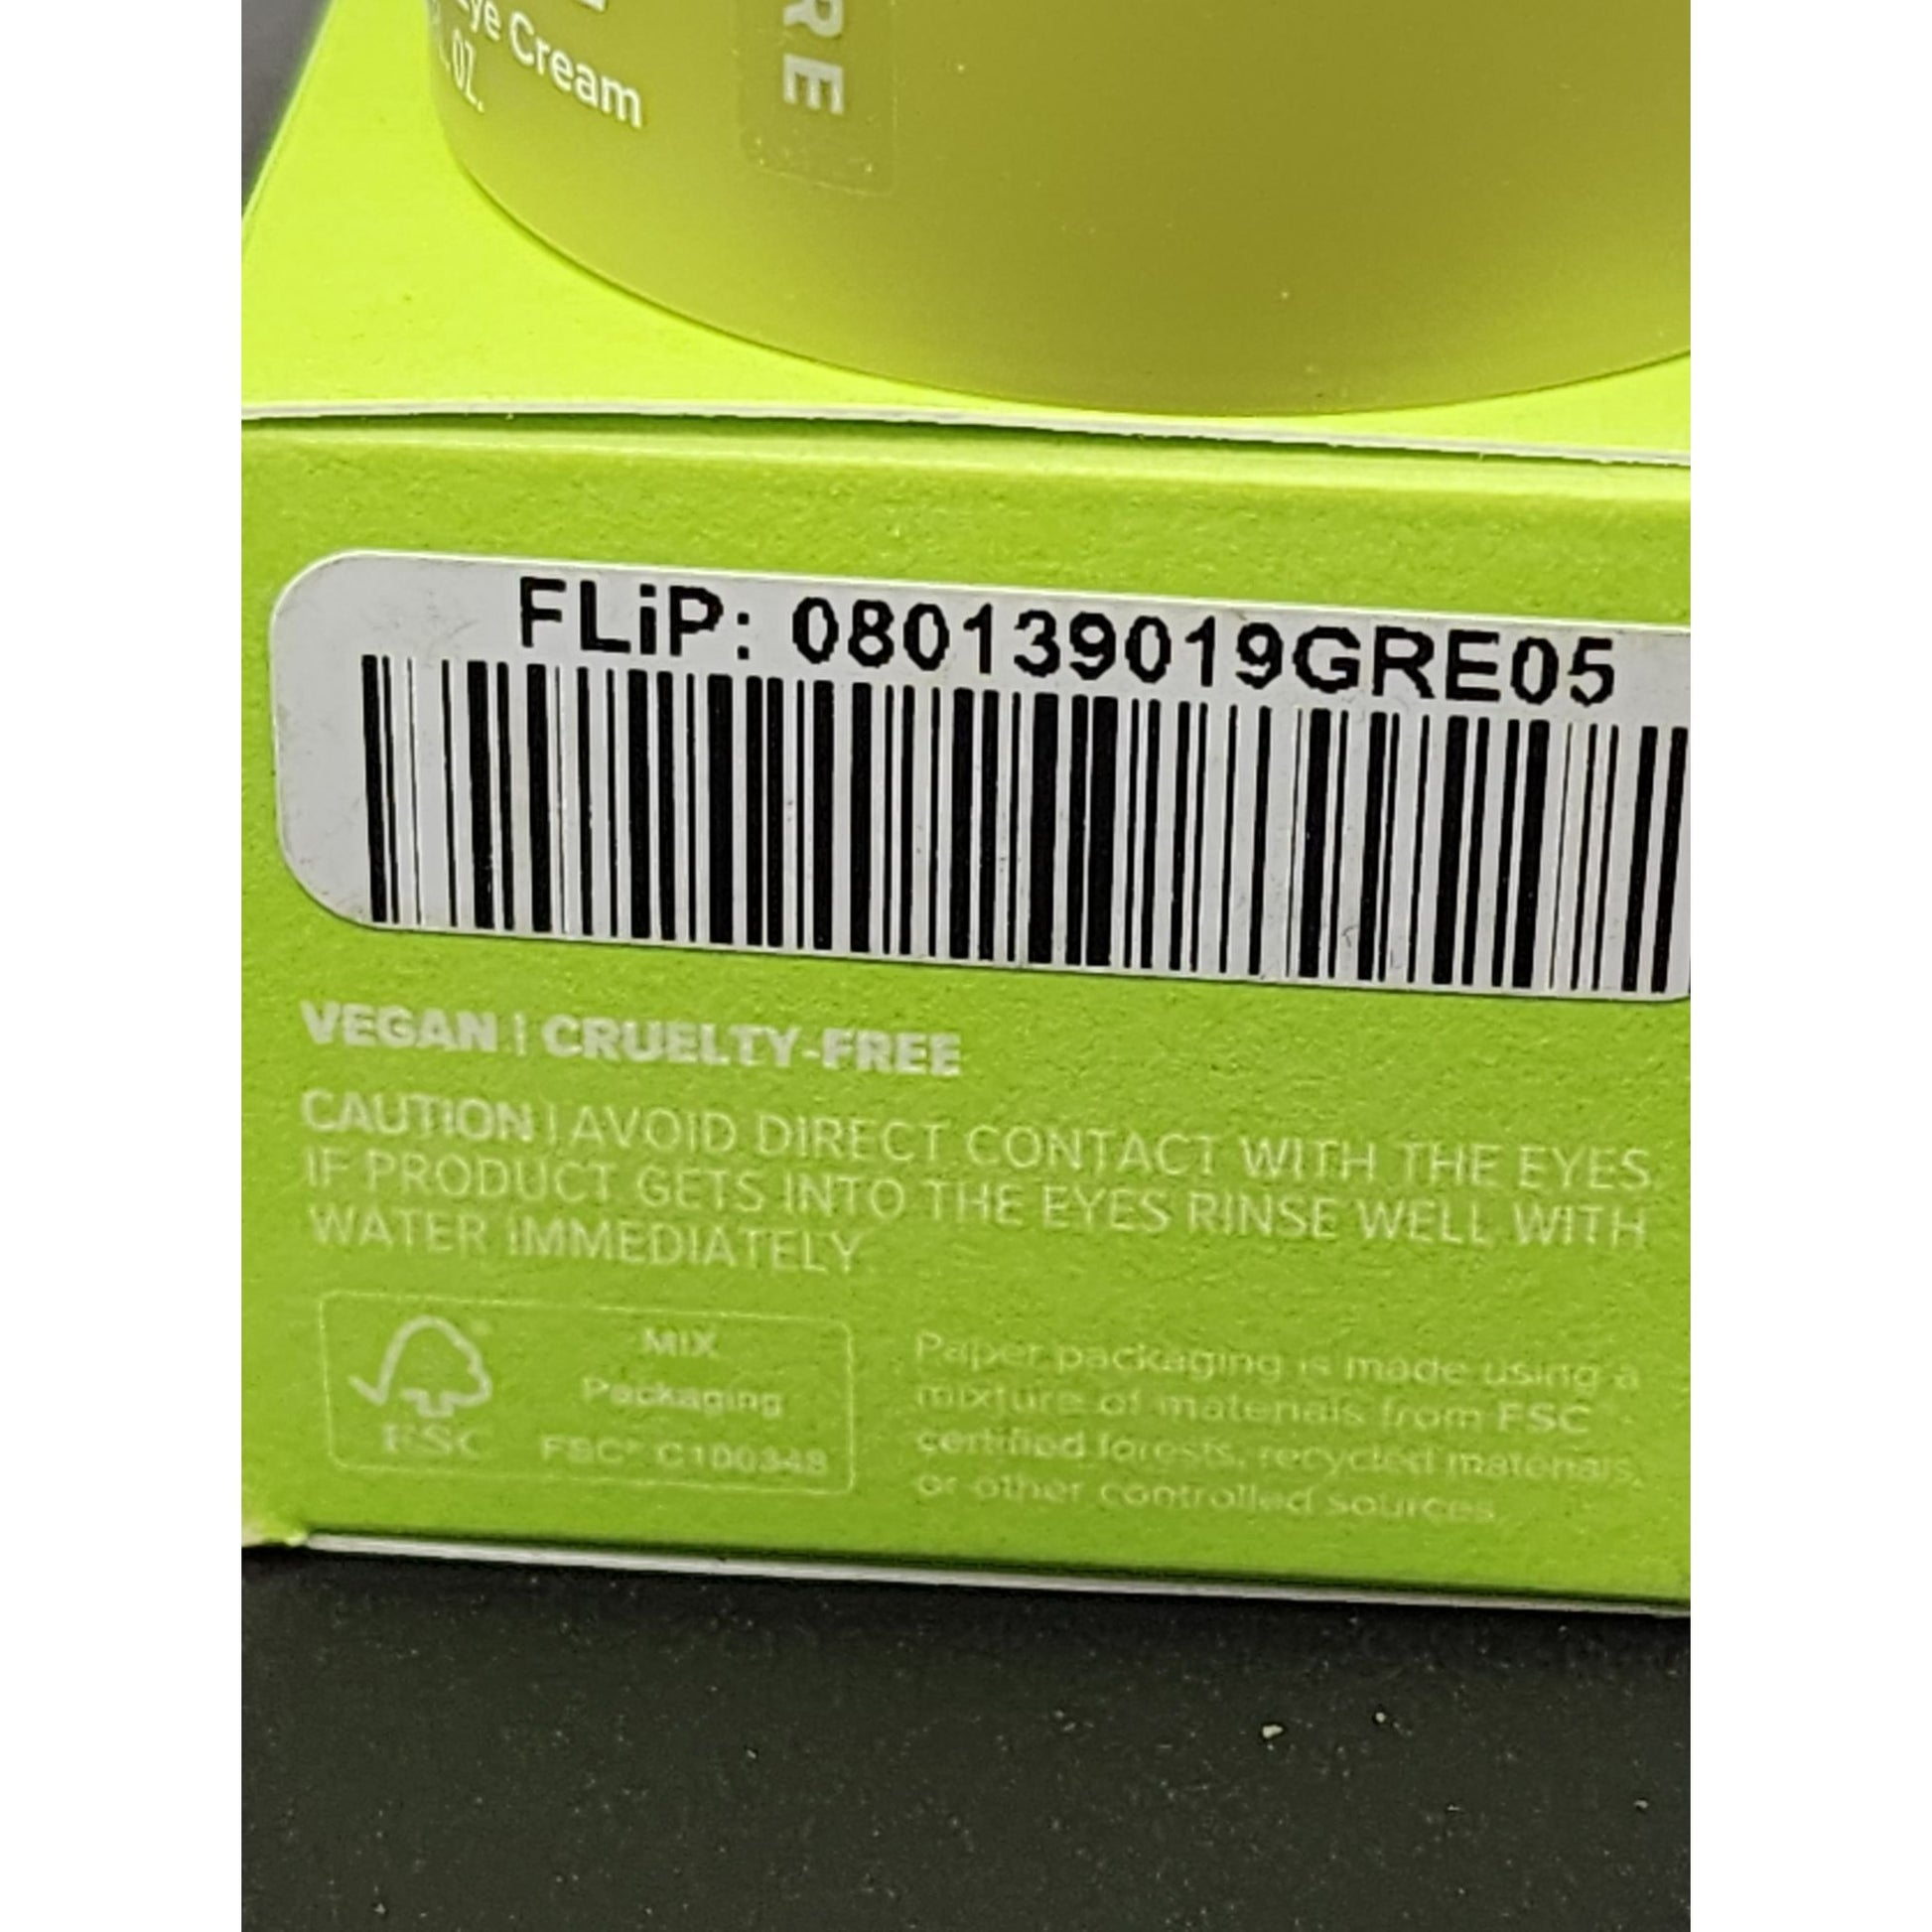 Eye Cream
OZ.
RE
FLiP: 080139019GRE05
VEGAN | CRUELTY-FREE
CAUTION | AVOID DIRECT CONTACT WITH THE EYES.
IF PRODUCT GETS INTO THE EYES RINSE WELL WITH
WATER IMMEDIATELY.
MIX
Packaging
FSC
FSC® C100348
Paper packaging is made using a
mixture of materials from FSC
certified forests, recycled materials,
or other controlled sources.